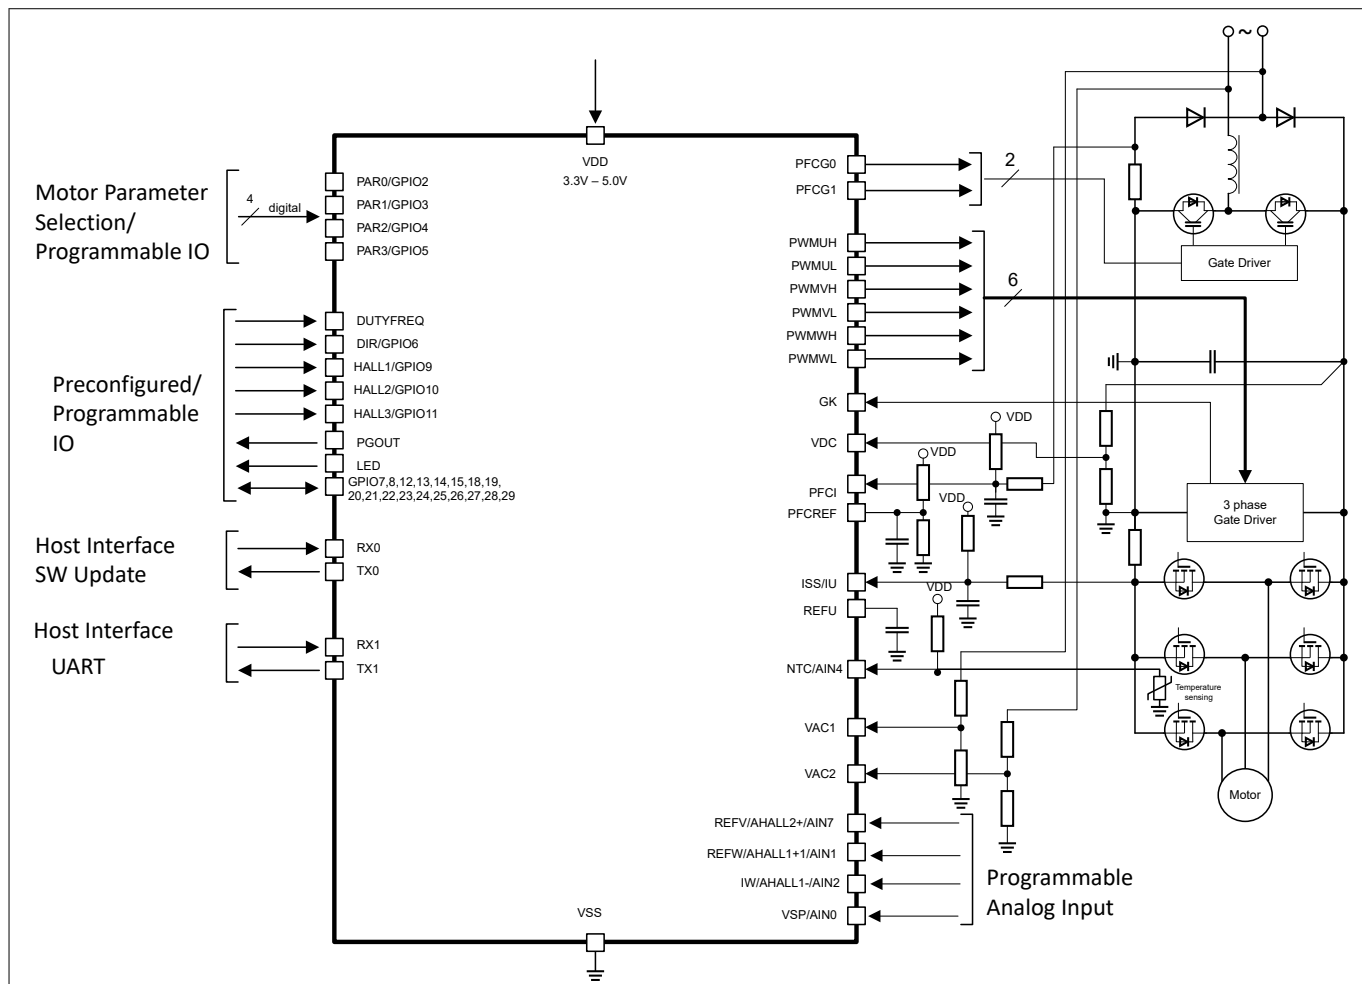 ~
VDD
3.3V – 5.0V
Motor Parameter
Selection/
Programmable IO
4
digital
PAR0/GPIO2
PAR1/GPIO3
PAR2/GPIO4
PAR3/GPIO5
Preconfigured/
Programmable
IO
DUTYFREQ
DIR/GPIO6
HALL1/GPIO9
HALL2/GPIO10
HALL3/GPIO11
PGOUT
LED
GPIO7,8,12,13,14,15,18,19,
20,21,22,23,24,25,26,27,28,29
Host Interface
SW Update
RX0
TX0
Host Interface
UART
RX1
TX1
VSS
PFCG0
PFCG1
2
PWMUH
PWMUL
PWMVH
PWMVL
PWMWH
PWMWL
6
GK
VDC
PFCI
PFCREF
ISS/IU
REFU
NTC/AIN4
VAC1
VAC2
REFV/AHALL2+/AIN7
REFW/AHALL1+1/AIN1
IW/AHALL1-/AIN2
VSP/AIN0
Programmable
Analog Input
VDD
VDD
VDD
VDD
Gate Driver
3 phase
Gate Driver
Temperature
sensing
Motor